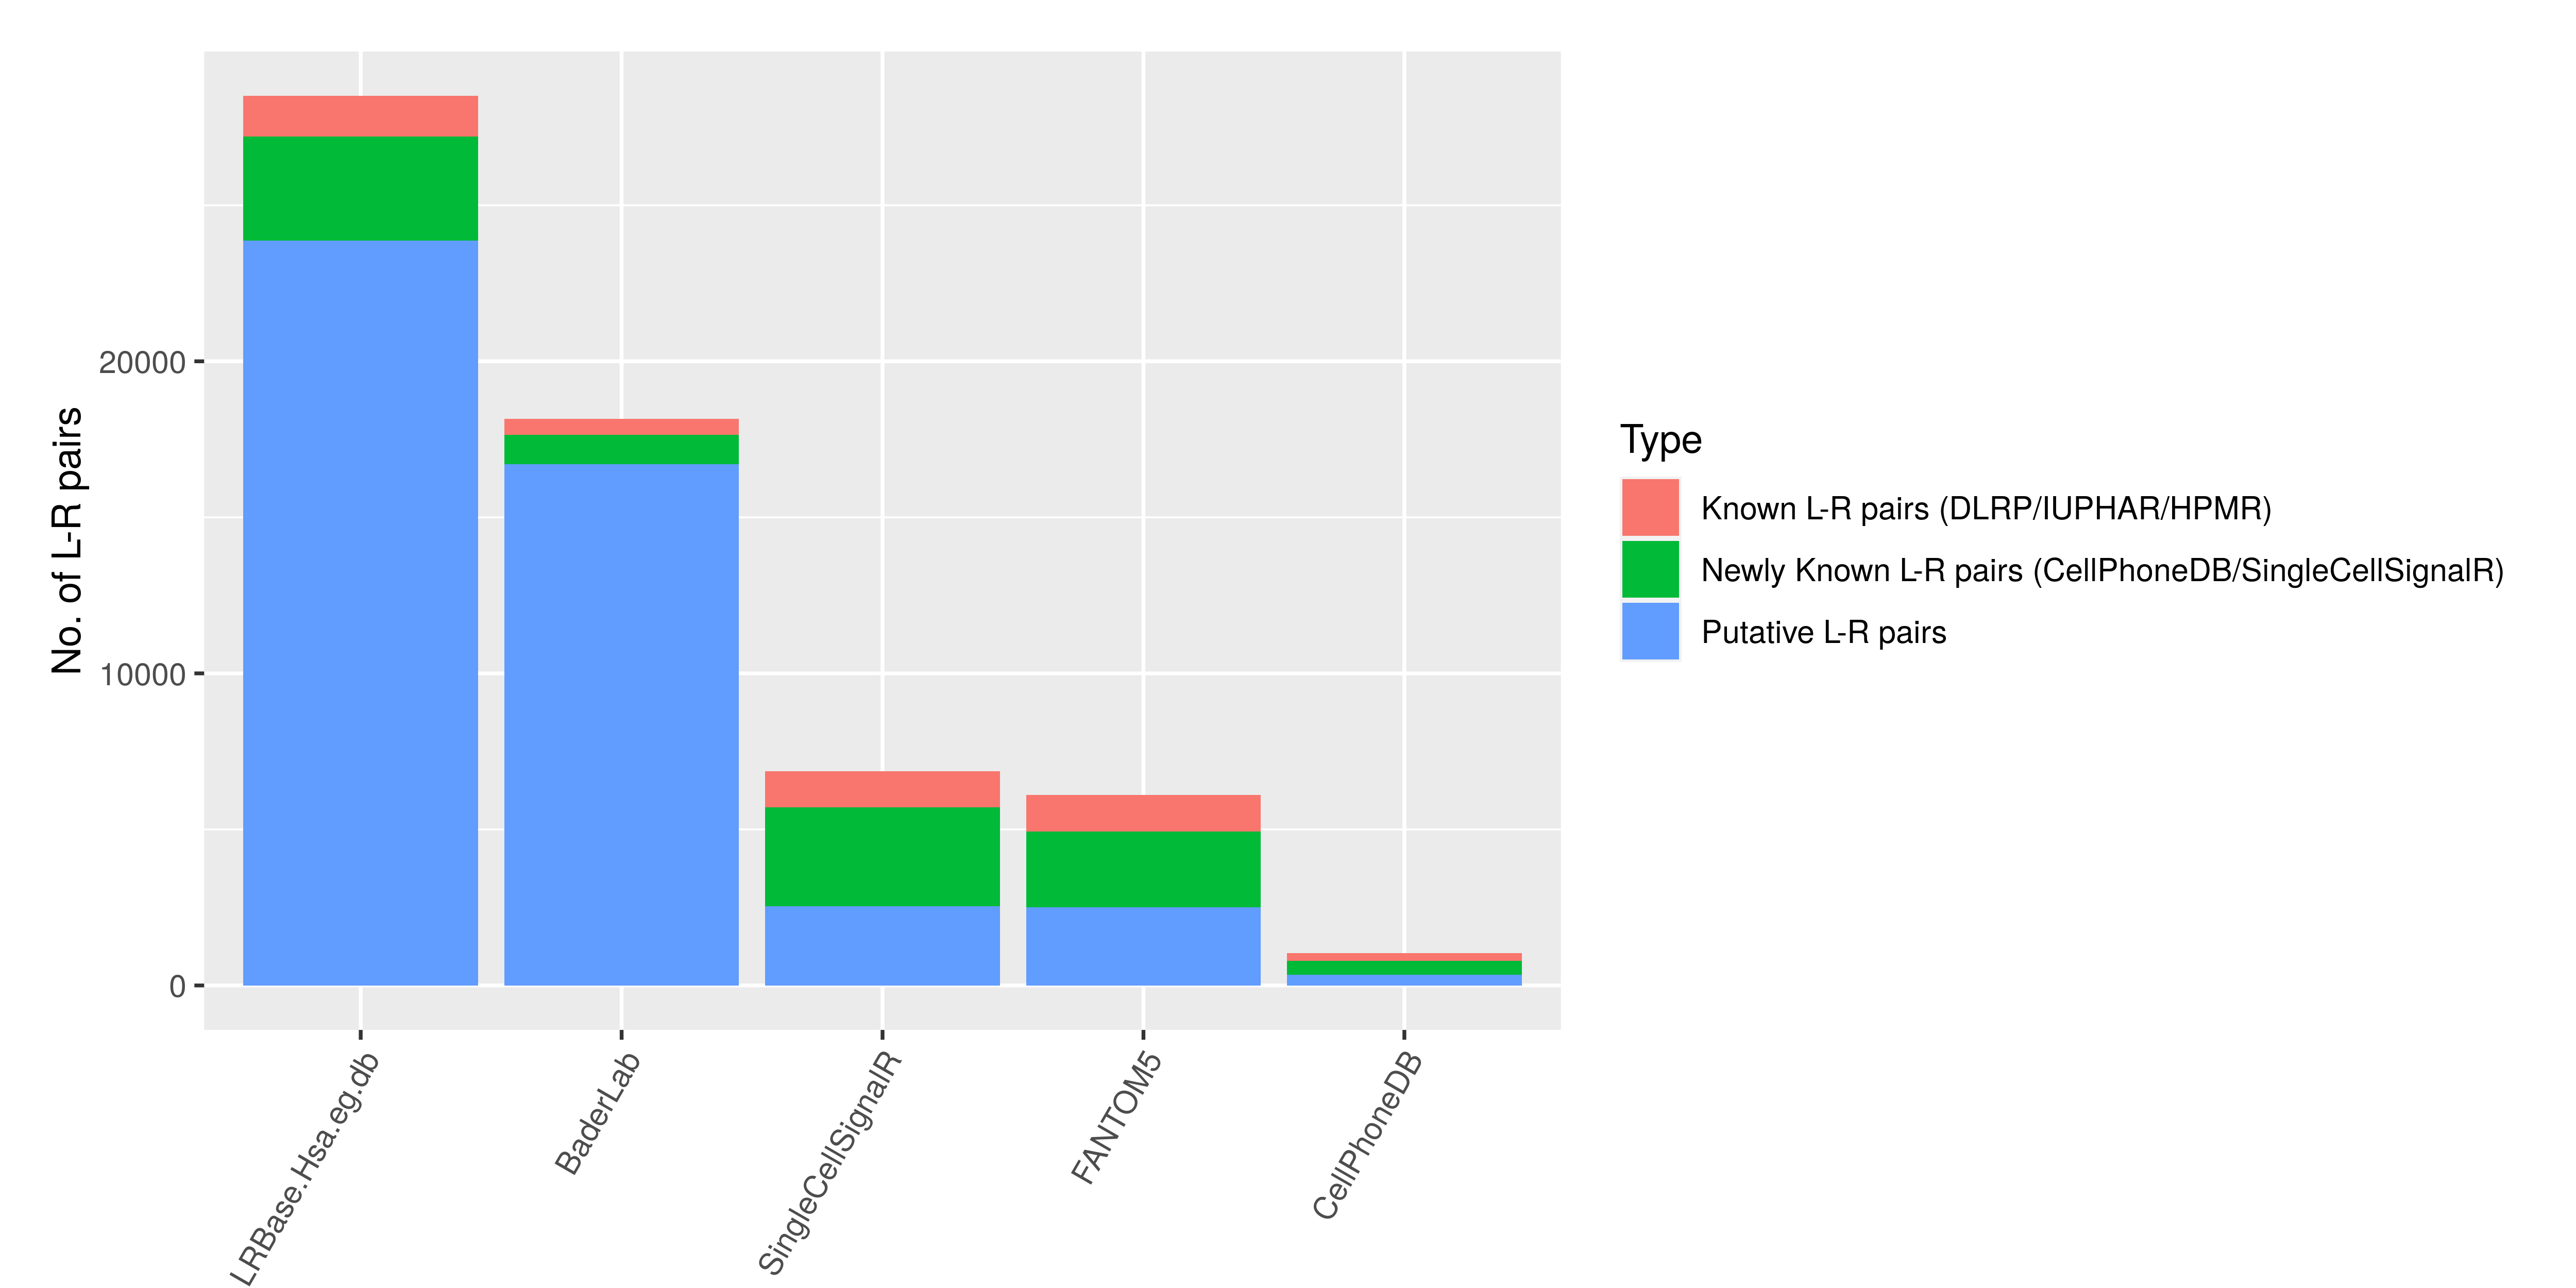 No. of L-R pairs
20000
10000
0
LRBase.Hsa.eg.db
BaderLab
SingleCellSignalR
FANTOM5
CellPhoneDB
Type
Known L-R pairs (DLRP/IUPHAR/HPMR)
Newly Known L-R pairs (CellPhoneDB/SingleCellSignalR)
Putative L-R pairs